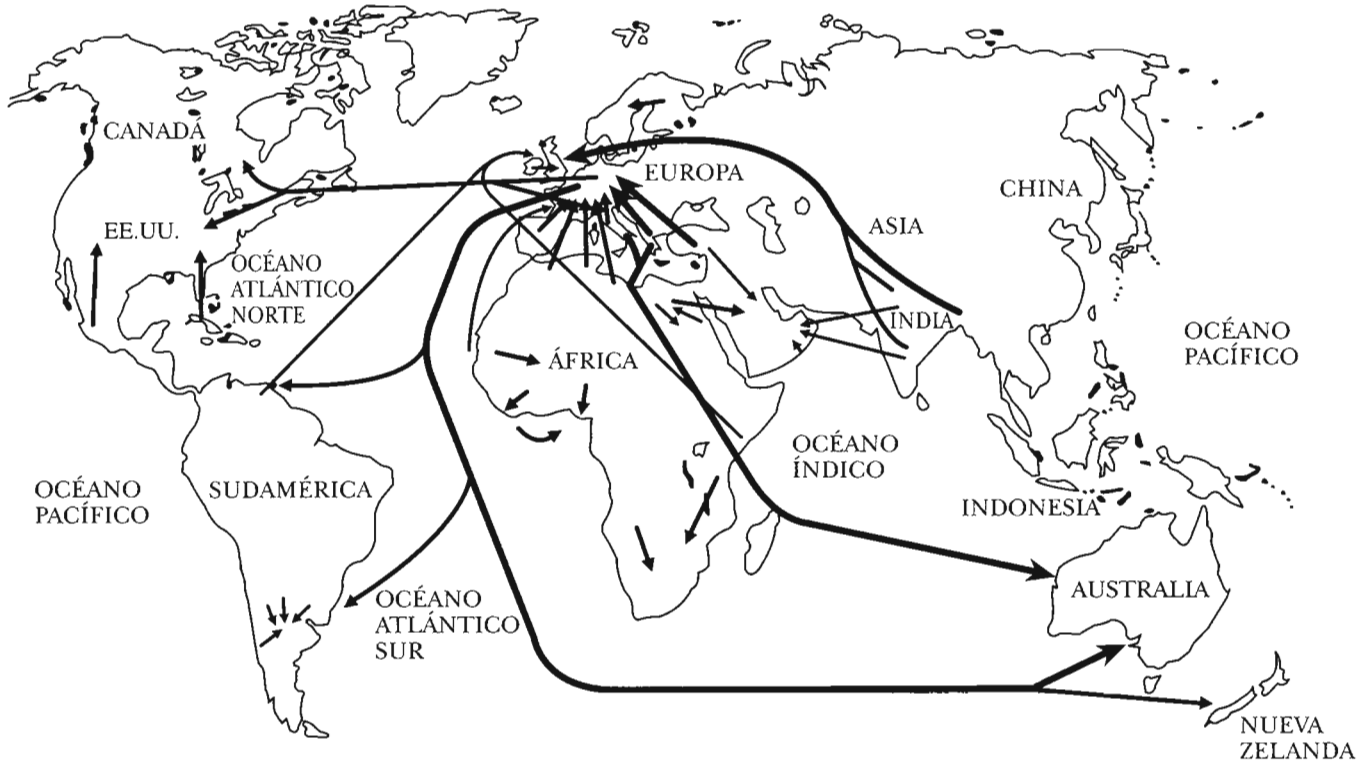 CANADÁ
EUROPA
CHINA
EE.UU.
ASIA
OCÉANO
ATLÁNTICO
NORTE
INDIA
OCÉANO
PACÍFICO
ÁFRICA
OCÉANO
ÍNDICO
OCÉANO
PACÍFICO
SUDAMÉRICA
INDONESIA
AUSTRALIA
OCÉANO
ATLÁNTICO
SUR
NUEVA
ZELANDA